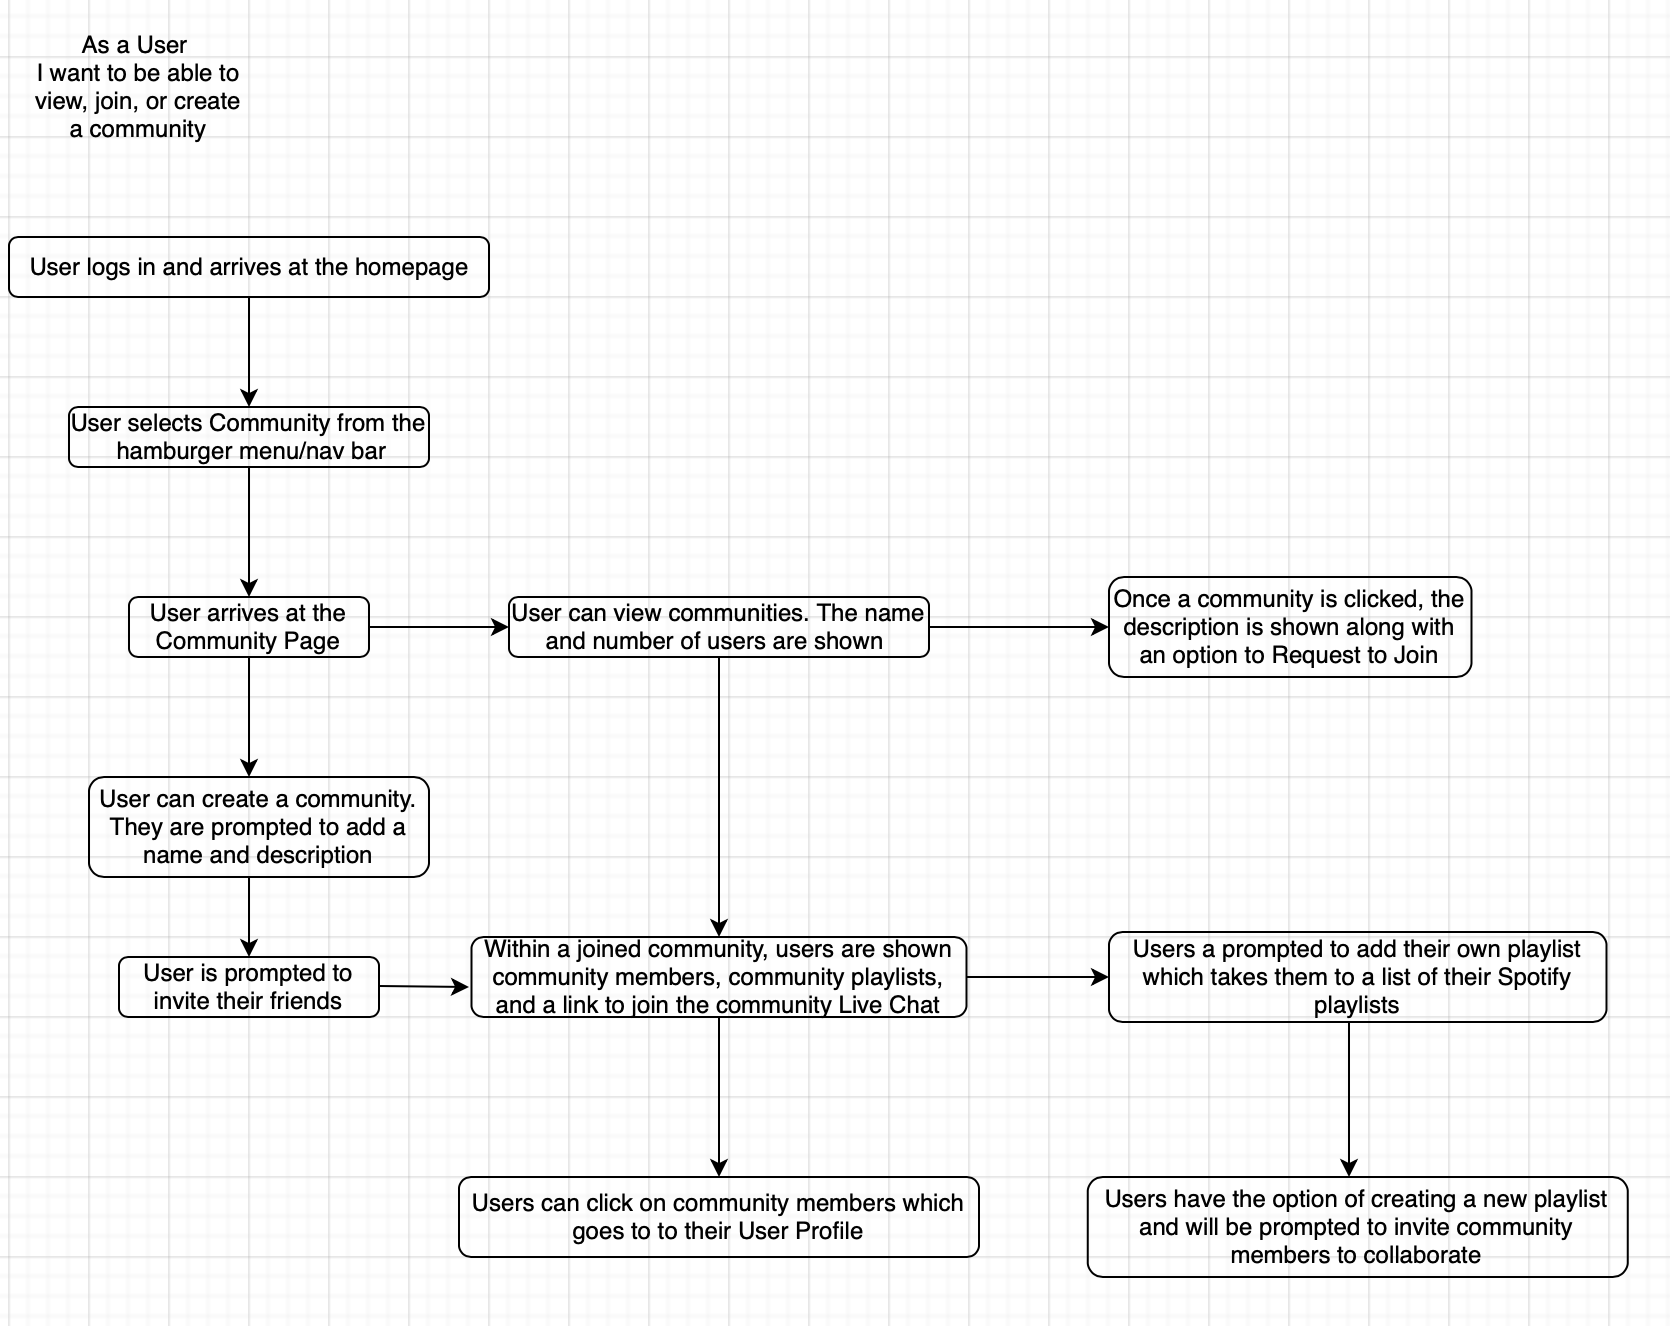 As a User
I want to be able to
view, join, or create
a community
User logs in and arrives at the homepage
User selects Community from the
hamburger menu/nav bar
User arrives at the
Community Page
User can view communities. The name
and number of users are shown
Once a community is clicked, the
description is shown along with
an option to Request to Join
User can create a community.
They are prompted to add a
name and description
User is prompted to
invite their friends
Within a joined community, users are shown
community members, community playlists,
and a link to join the community Live Chat
Users a prompted to add their own playlist
which takes them to a list of their Spotify
playlists
Users can click on community members which
goes to to their User Profile
Users have the option of creating a new playlist
and will be prompted to invite community
members to collaborate